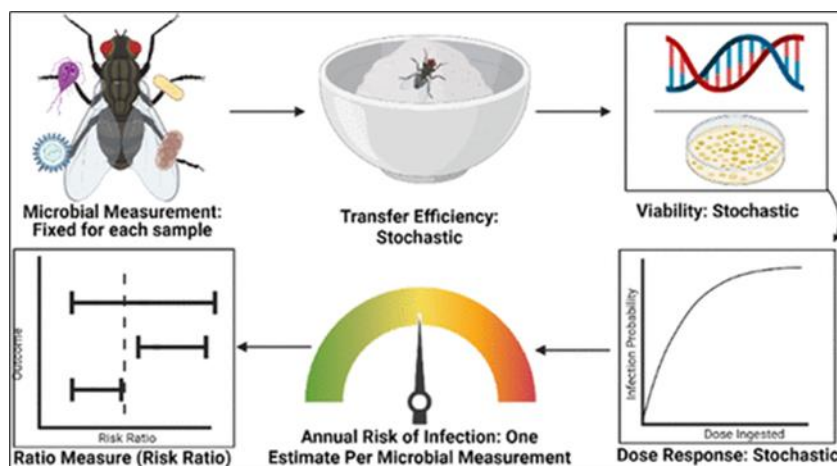 Microbial Measurement:
Fixed for each sample
Transfer Efficiency:
Stochastic
Viability: Stochastic
Outcome
Risk Ratio
Ratio Measure (Risk Ratio)
Annual Risk of Infection: One
Estimate Per Microbial Measurement
Infection Probability
Dose Ingested
Dose Response: Stochastic